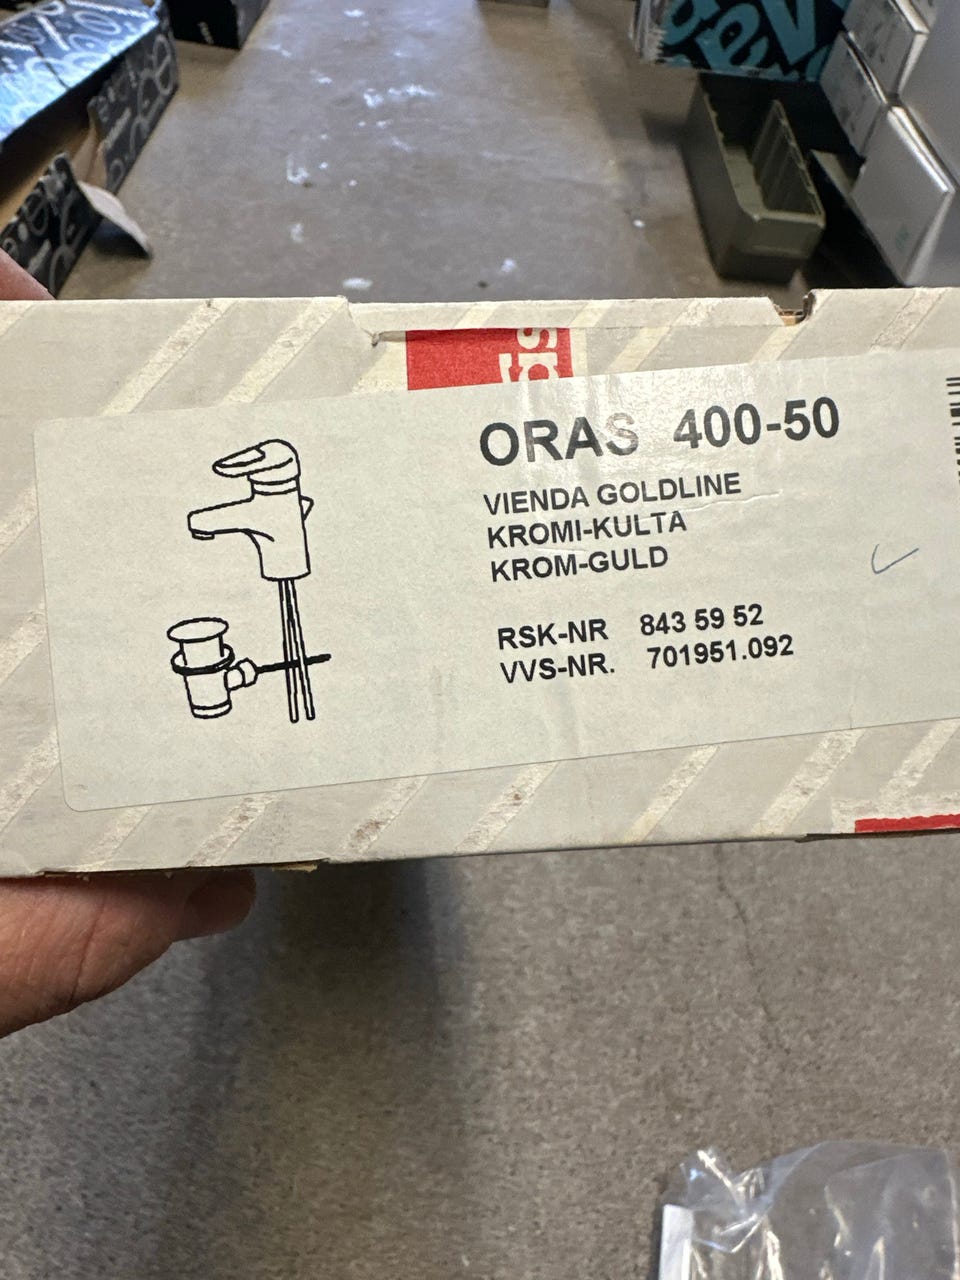 ORAS 400-50
VIENDA GOLDLINE
KROMI-KULTA
KROM-GULD
RSK-NR 843 59 52
VVS-NR. 701951.092